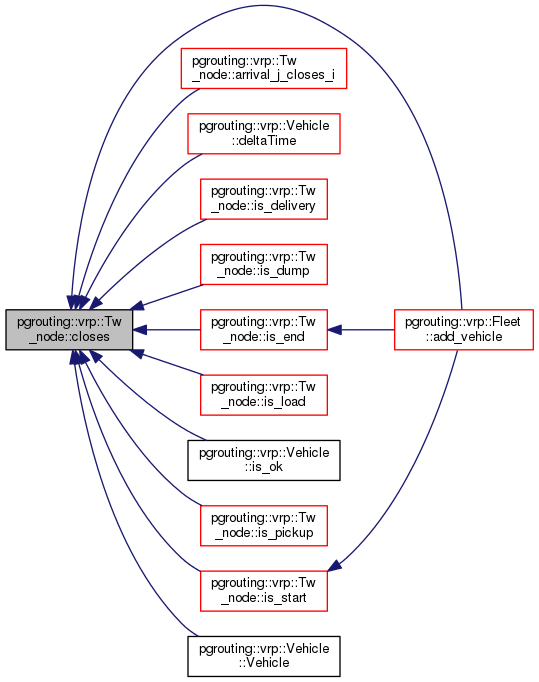 pgrouting::vrp::Tw
_node::arrival_j_closes_i
pgrouting::vrp::Vehicle
::deltaTime
pgrouting::vrp::Tw
_node::is_delivery
pgrouting::vrp::Tw
_node::is_dump
pgrouting::vrp::Tw
_node::closes
pgrouting::vrp::Tw
_node::is_end
pgrouting::vrp::Fleet
::add_vehicle
pgrouting::vrp::Tw
_node::is_load
pgrouting::vrp::Vehicle
::is_ok
pgrouting::vrp::Tw
_node::is_pickup
pgrouting::vrp::Tw
_node::is_start
pgrouting::vrp::Vehicle
::Vehicle